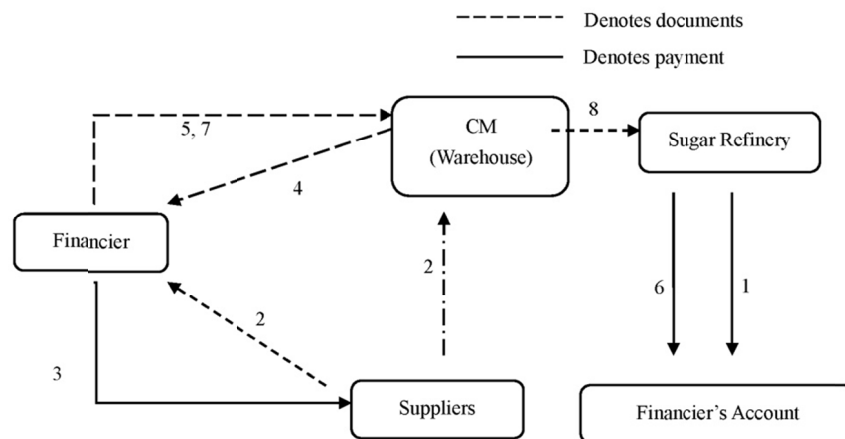 Denotes documents
Denotes payment
8
5, 7
CM
(Warehouse)
Sugar Refinery
4
Financier
2
6
1
2
3
Suppliers
Financier's Account